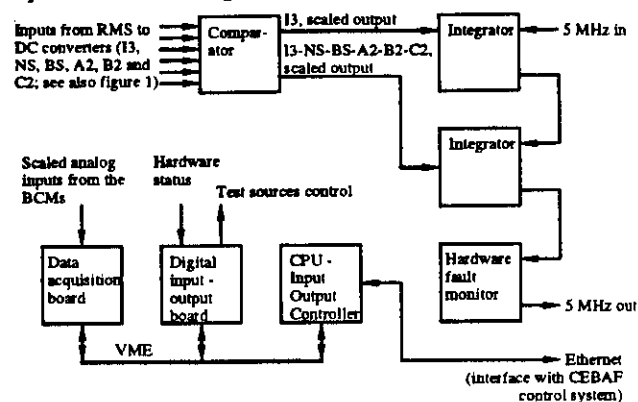 Inputs from RMS to
DC converters (I3,
NS, BS, A2, B2 and
C2; see also figure 1)
Compar-
ator
I3, scaled output
I3-NS-BS-A2-B2-C2,
scaled output
Integrator
5 MHz in
Integrator
Scaled analog
inputs from the
BCMs
Hardware
status
Test sources control
Data
acquisition
board
Digital
input -
output
board
CPU -
Input
Output
Controller
Hardware
fault
monitor
5 MHz out
VME
Ethernet
(interface with CEBAF
control system)